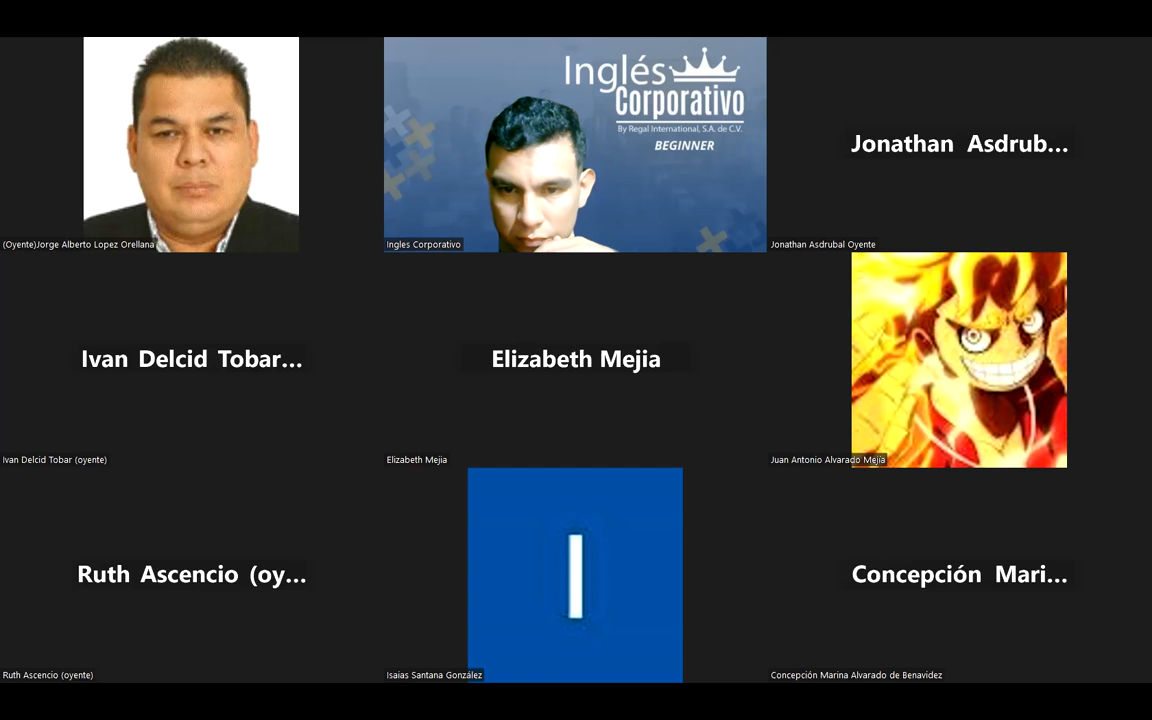 Inglés
Corporativo
By Regal International, S.A. de C.V.
BEGINNER
Jonathan Asdrub...
(Oyente)Jorge Alberto Lopez Orellana
Ingles Corporativo
Jonathan Asdrubal Oyente
Ivan Delcid Tobar...
Elizabeth Mejia
Ivan Delcid Tobar (oyente)
Elizabeth Mejia
Juan Antonio Alvarado Mejía
Ruth Ascencio (oy...
I
Concepción Mari...
Ruth Ascencio (oyente)
Isaias Santana González
Concepción Marina Alvarado de Benavidez